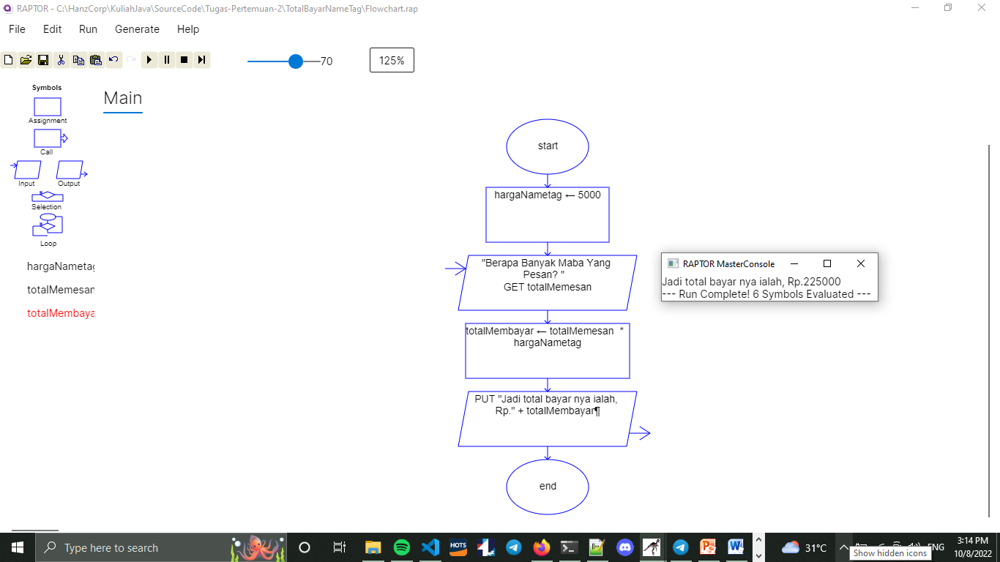 RAPTOR - C:\HanzCorp\KuliahJava\SourceCode\Tugas-Pertemuan-2\TotalBayarNameTag\Flowchart.rap
File Edit Run Generate Help
70
125%
Symbols
Assignment
Call
Input Output
Selection
Loop
hargaNametag
totalMemesan
totalMembaya
Main
start
hargaNametag ← 5000
"Berapa Banyak Maba Yang
Pesan? "
GET totalMemesan
totalMembayar ← totalMemesan *
hargaNametag
PUT "Jadi total bayar nya ialah,
Rp." + totalMembayar¶
end
RAPTOR MasterConsole
Jadi total bayar nya ialah, Rp.225000
--- Run Complete! 6 Symbols Evaluated ---
Type here to search
HOTS
31°C
ENG
3:14 PM
10/8/2022
Show hidden icons